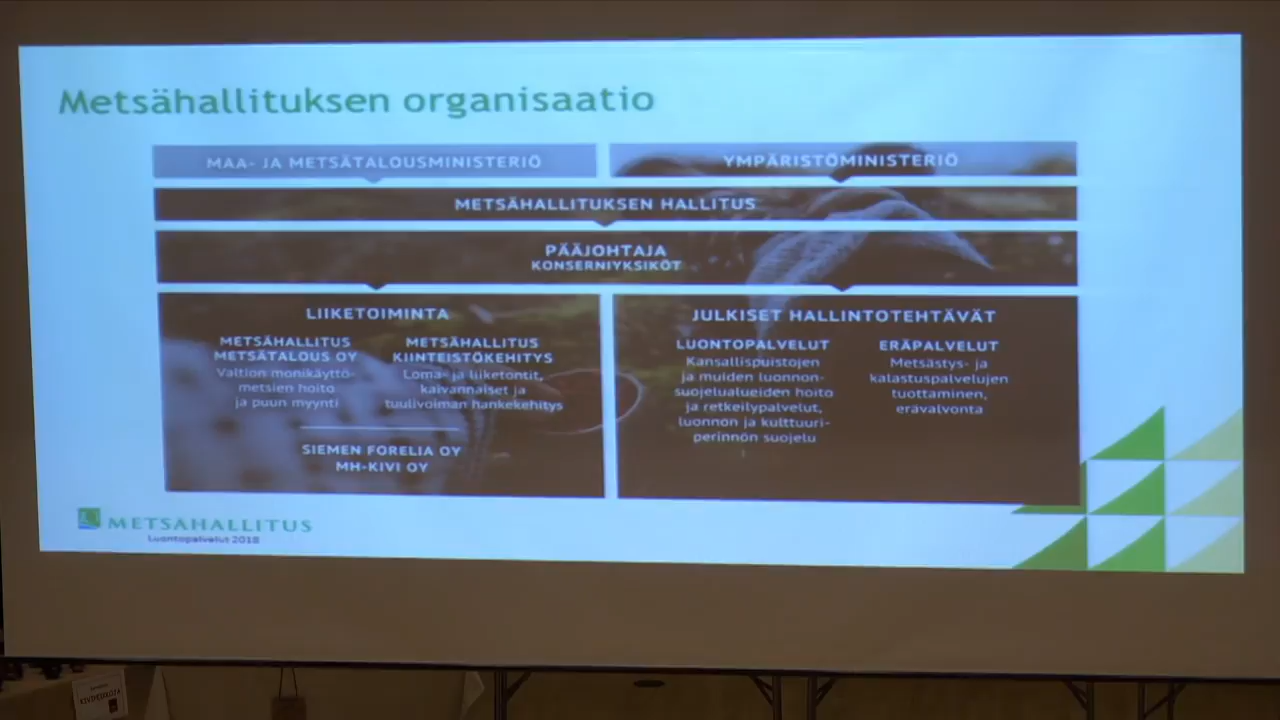 Metsähallituksen organisaatio
MAA- JA METSÄTALOUSMINISTERIÖ
YMPÄRISTÖMINISTERIÖ
METSÄHALLITUKSEN HALLITUS
PÄÄJOHTAJA
KONSERNIYKSIKÖT
LIIKETOIMINTA
METSÄHALLITUS
METSÄTALOUS OY
Valtion monikäyttö-
metsien hoito
ja puun myynti
METSÄHALLITUS
KIINTEISTÖKEHITYS
Loma- ja liiketontit,
kaivannaiset ja
tuulivoiman hankekehitys
SIEMEN FORELIA OY
MH-KIVI OY
JULKISET HALLINTOTEHTÄVÄT
LUONTOPALVELUT
Kansallispuistojen
ja muiden luonnon-
suojelualueiden hoito
ja retkeilypalvelut,
luonnon ja kulttuuri-
perinnön suojelu
ERÄPALVELUT
Metsästys- ja
kalastuspalvelujen
tuottaminen,
erävalvonta
METSÄHALLITUS
Luontopalvelut 2018